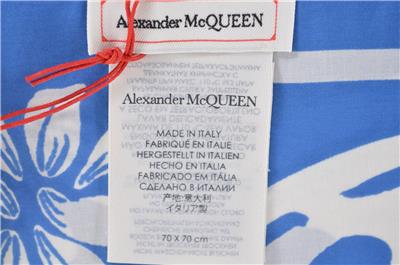 Alexander McQUEEN
Alexander McQUEEN
MADE IN ITALY
FABRIQUÉ EN ITALIE
HERGESTELLT IN ITALIEN
HECHO EN ITALIA
FABRICADO EM ITÁLIA
СДЕЛАНО В ИТАЛИИ
产地:意大利
イタリア製
70 x 70 cm